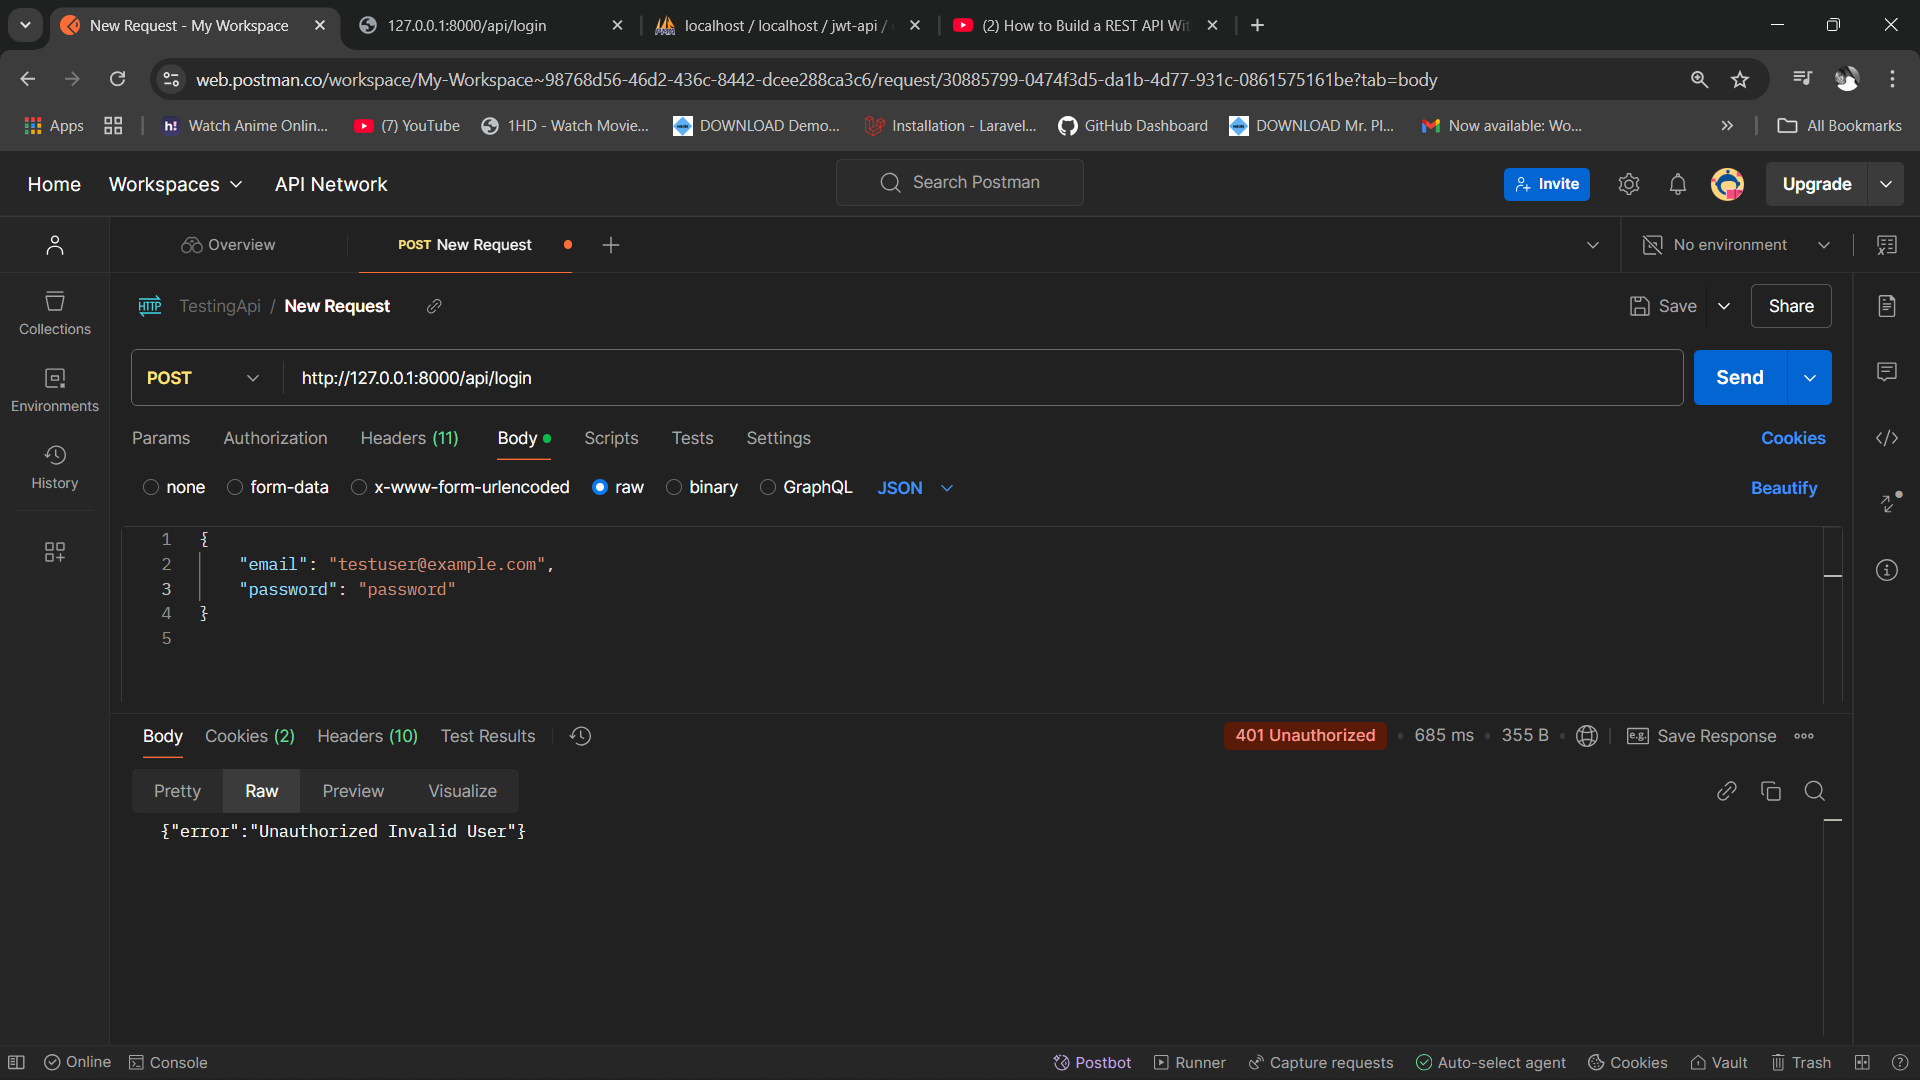 New Request - My Workspace
127.0.0.1:8000/api/login
localhost / localhost / jwt-api /
(2) How to Build a REST API Wit
web.postman.co/workspace/My-Workspace~98768d56-46d2-436c-8442-dcee288ca3c6/request/30885799-0474f3d5-da1b-4d77-931c-0861575161be?tab=body
Apps
h! Watch Anime Onlin...
(7) YouTube
1HD - Watch Movie...
DOWNLOAD Demo...
Installation - Laravel...
GitHub Dashboard
DOWNLOAD Mr. Pl...
Now available: Wo...
All Bookmarks
Home
Workspaces
API Network
Search Postman
Invite
Upgrade
Overview
POST New Request
No environment
HTTP TestingApi / New Request
Save
Share
Collections
Environments
History
POST
http://127.0.0.1:8000/api/login
Send
Params
Authorization
Headers (11)
Body
Scripts
Tests
Settings
Cookies
none
form-data
x-www-form-urlencoded
raw
binary
GraphQL
JSON
Beautify
1 {
2 "email": "testuser@example.com",
3 "password": "password"
4 }
5
Body
Cookies (2)
Headers (10)
Test Results
401 Unauthorized
685 ms
355 B
e.g. Save Response
Pretty
Raw
Preview
Visualize
{"error":"Unauthorized Invalid User"}
Online
Console
Postbot
Runner
Capture requests
Auto-select agent
Cookies
Vault
Trash